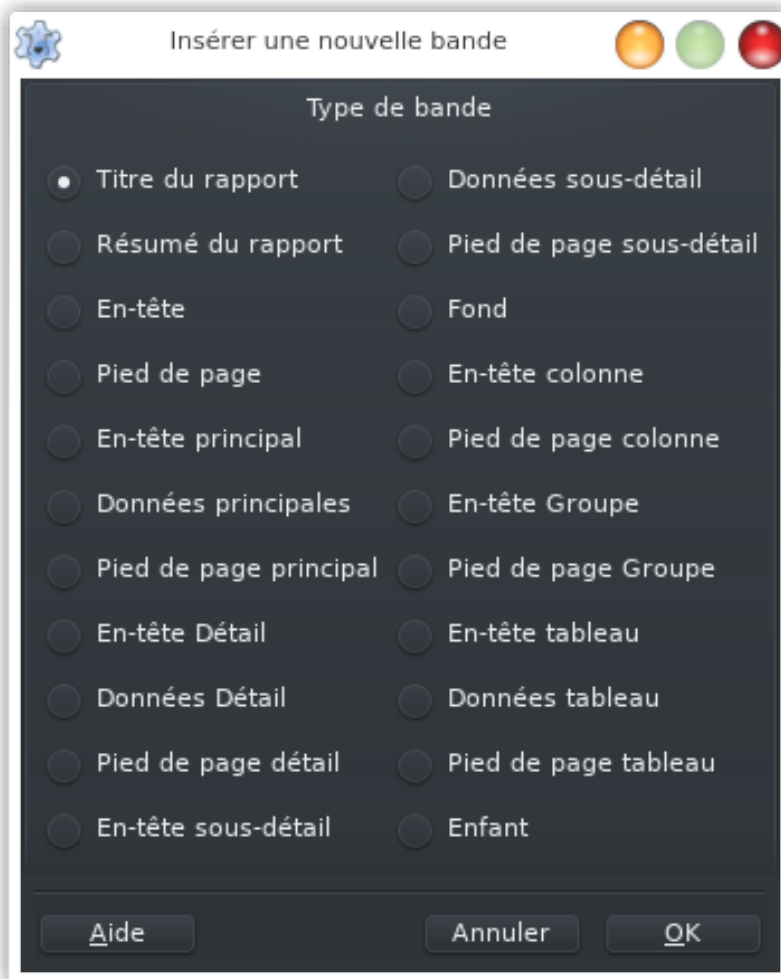 Insérer une nouvelle bande
Type de bande
Titre du rapport
Résumé du rapport
En-tête
Pied de page
En-tête principal
Données principales
Pied de page principal
En-tête Détail
Données Détail
Pied de page détail
En-tête sous-détail
Données sous-détail
Pied de page sous-détail
Fond
En-tête colonne
Pied de page colonne
En-tête Groupe
Pied de page Groupe
En-tête tableau
Données tableau
Pied de page tableau
Enfant
Aide
Annuler
OK